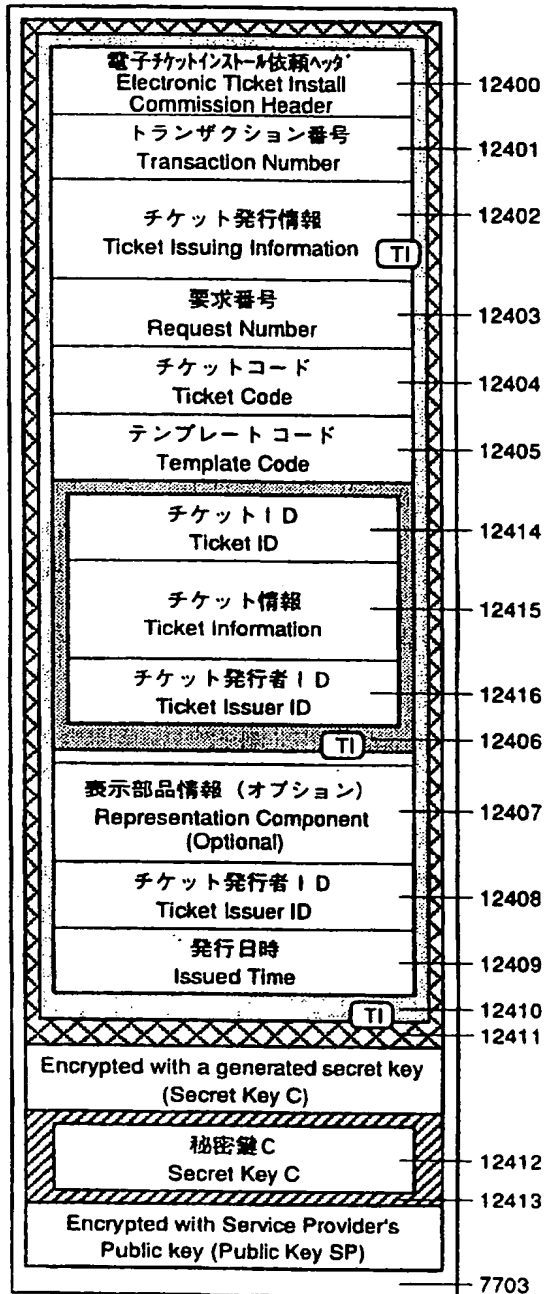 電子チケットインストール依頼ヘッダ
Electronic Ticket Install
Commission Header
12400
トランザクション番号
Transaction Number
12401
チケット発行情報
Ticket Issuing Information
TI
12402
要求番号
Request Number
12403
チケットコード
Ticket Code
12404
テンプレート コード
Template Code
12405
チケットID
Ticket ID
12414
チケット情報
Ticket Information
12415
チケット発行者ID
Ticket Issuer ID
12416
TI
12406
表示部品情報（オプション）
Representation Component
(Optional)
12407
チケット発行者ID
Ticket Issuer ID
12408
発行日時
Issued Time
12409
TI
12410
12411
Encrypted with a generated secret key
(Secret Key C)
秘密鍵C
Secret Key C
12412
12413
Encrypted with Service Provider's
Public key (Public Key SP)
7703